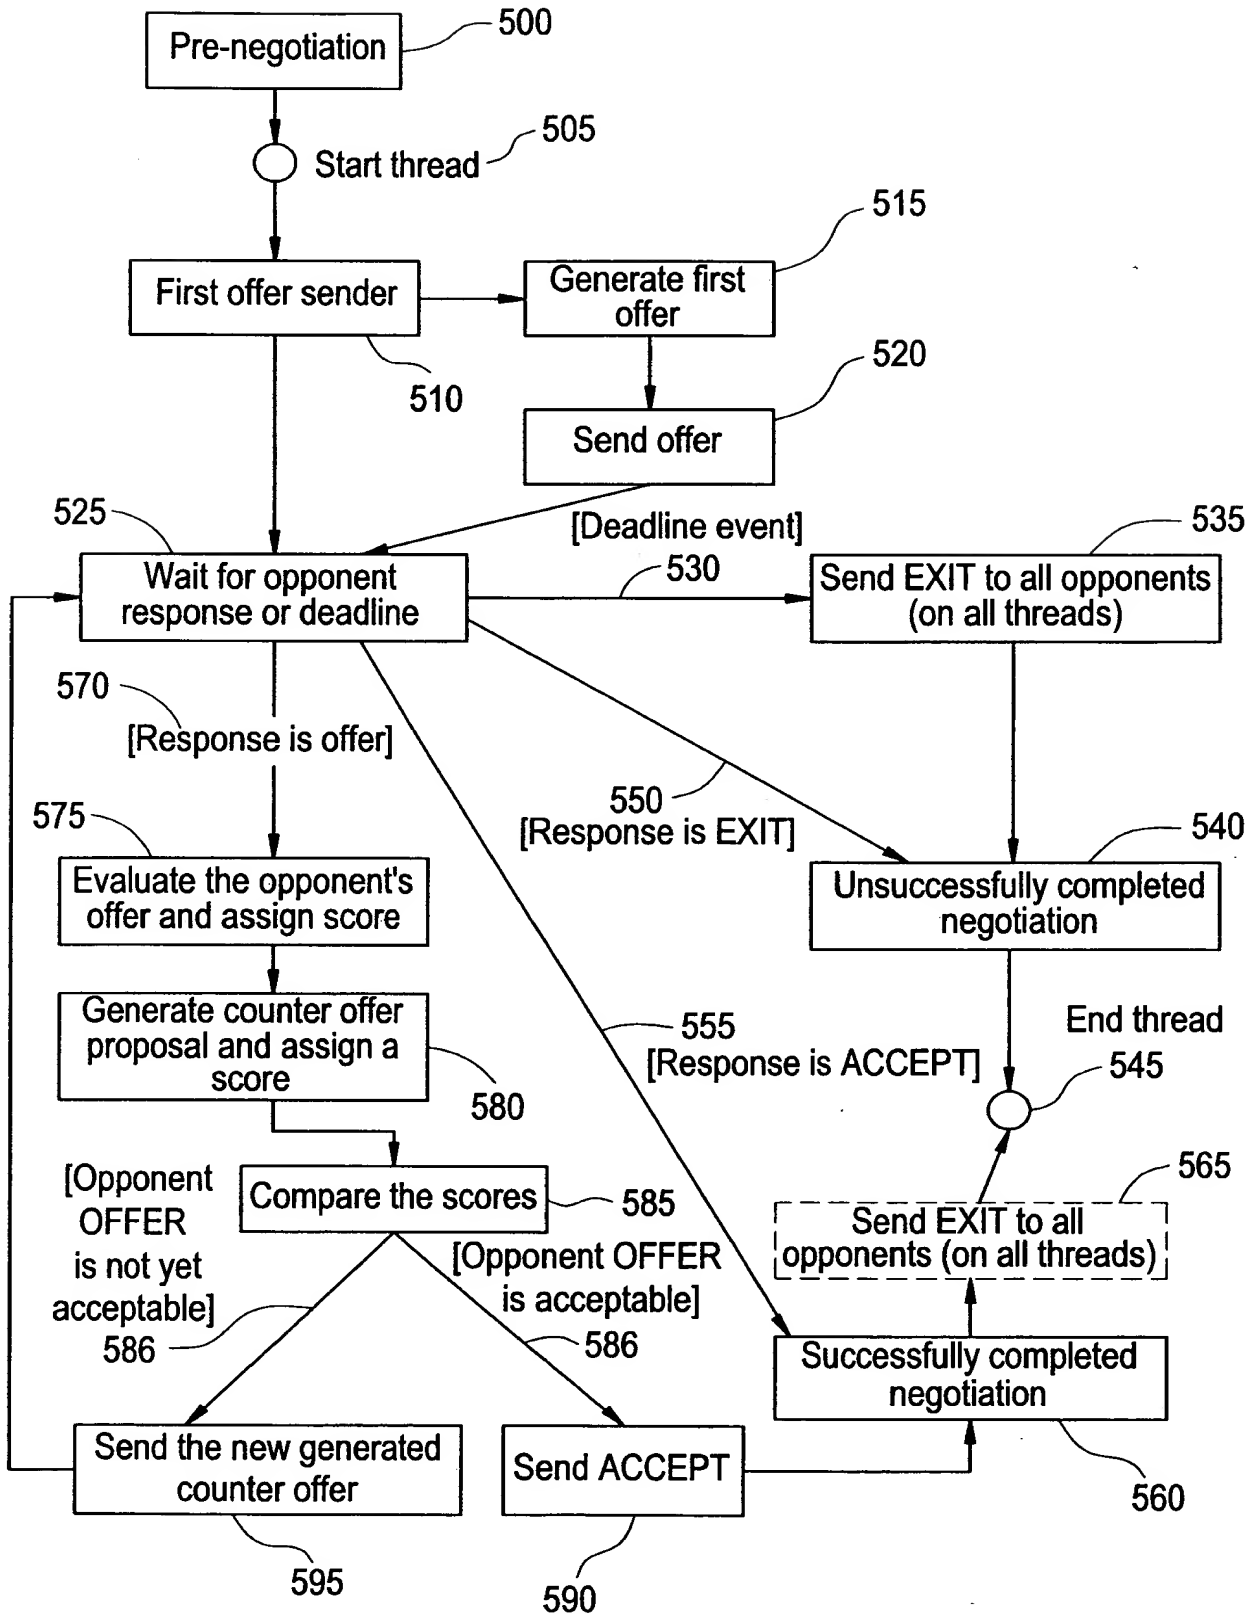 500
Pre-negotiation
505
Start thread
515
First offer sender
Generate first
offer
510
520
Send offer
525
[Deadline event]
530
535
Wait for opponent
response or deadline
Send EXIT to all opponents
(on all threads)
570
[Response is offer]
550
[Response is EXIT]
575
540
Evaluate the opponent's
offer and assign score
Unsuccessfully completed
negotiation
Generate counter offer
proposal and assign a
score
580
555
[Response is ACCEPT]
End thread
545
[Opponent
OFFER
is not yet
acceptable]
586
Compare the scores
585
[Opponent OFFER
is acceptable]
586
565
Send EXIT to all
opponents (on all threads)
Successfully completed
negotiation
560
Send the new generated
counter offer
595
Send ACCEPT
590